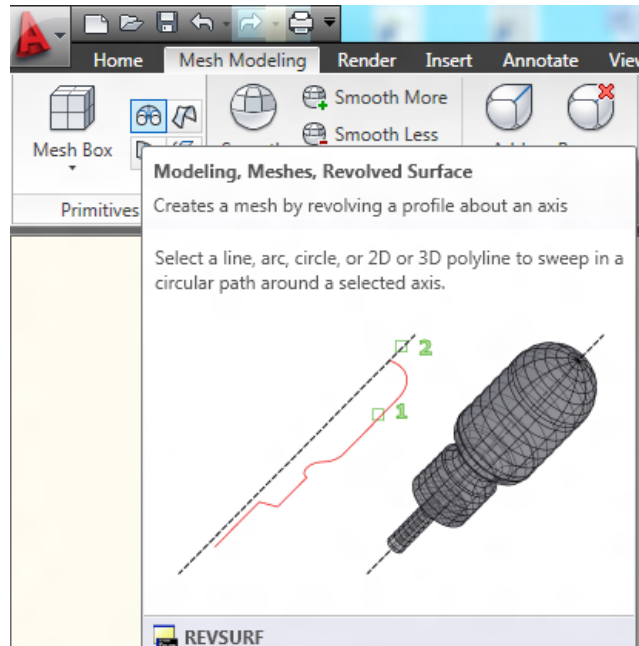 Home Mesh Modeling Render Insert Annotate
Smooth More
Mesh Box
Smooth Less
Primitives
Modeling, Meshes, Revolved Surface
Creates a mesh by revolving a profile about an axis
Select a line, arc, circle, or 2D or 3D polyline to sweep in a
circular path around a selected axis.
2
1
REVSURF